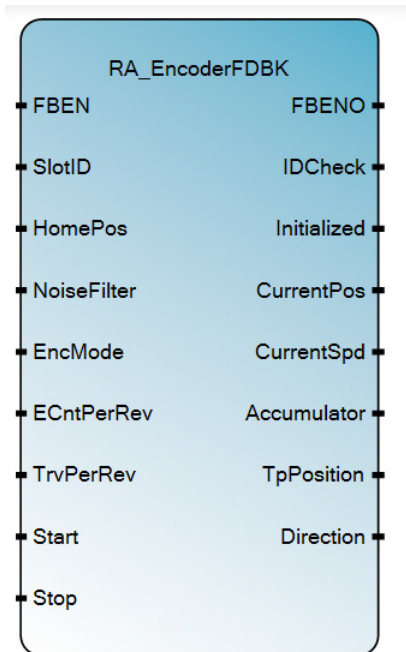 RA_EncoderFDBK
FBEN FBENO
SlotID IDCheck
HomePos Initialized
NoiseFilter CurrentPos
EncMode CurrentSpd
ECntPerRev Accumulator
TrvPerRev TpPosition
Start Direction
Stop